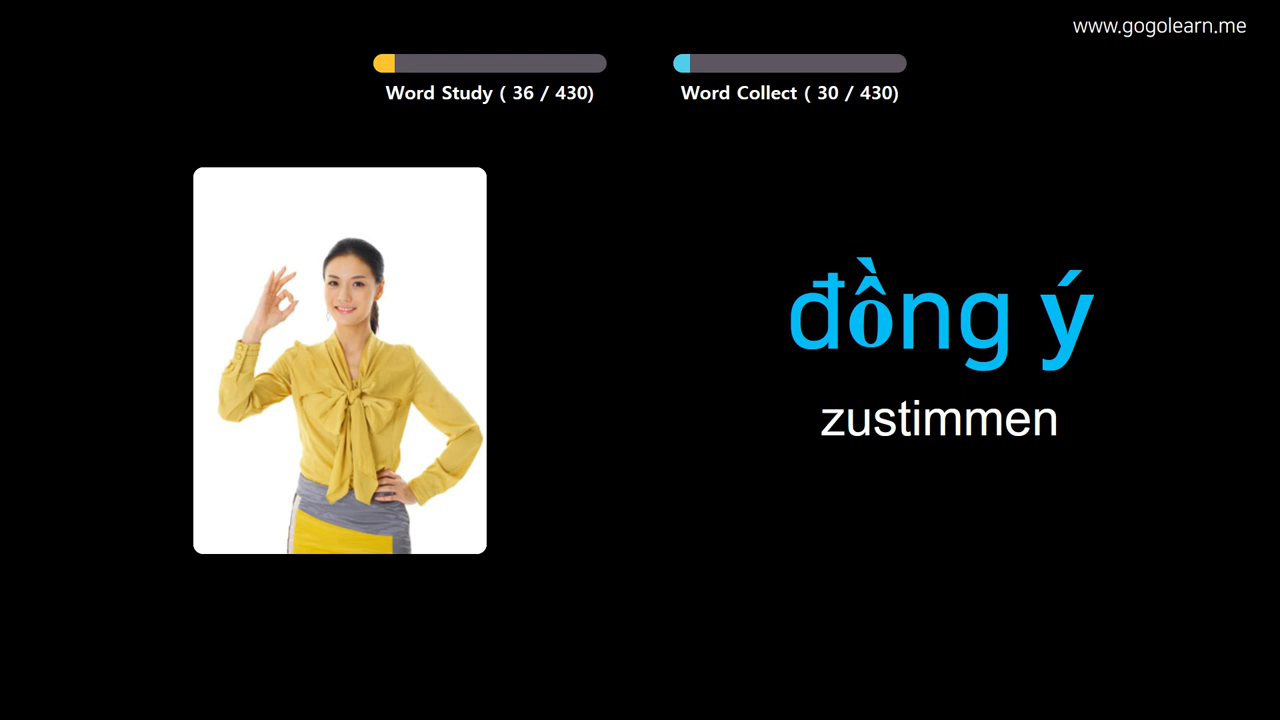 www.gogolearn.me
Word Study ( 36 / 430)
Word Collect ( 30 / 430)
đồng ý
zustimmen